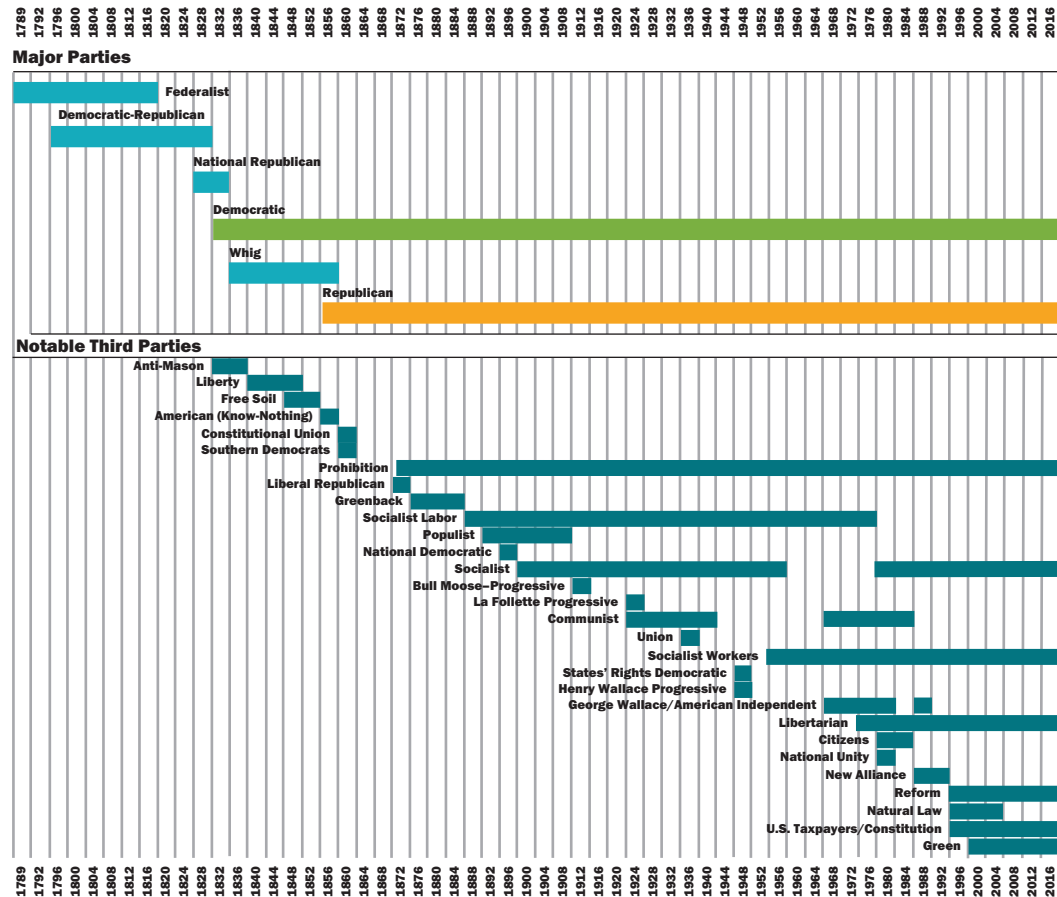 1789 1792 1796 1800 1804 1808 1812 1816 1820 1824 1828 1832 1836 1840 1844 1848 1852 1856 1860 1864 1868 1872 1876 1880 1884 1888 1892 1896 1900 1904 1908 1912 1916 1920 1924 1928 1932 1936 1940 1944 1948 1952 1956 1960 1964 1968 1972 1976 1980 1984 1988 1992 1996 2000 2004 2008 2012 2016
Major Parties
Federalist
Democratic-Republican
National Republican
Democratic
Whig
Republican
Notable Third Parties
Anti-Mason
Liberty
Free Soil
American (Know-Nothing)
Constitutional Union
Southern Democrats
Prohibition
Liberal Republican
Greenback
Socialist Labor
Populist
National Democratic
Socialist
Bull Moose–Progressive
La Follette Progressive
Communist
Union
Socialist Workers
States' Rights Democratic
Henry Wallace Progressive
George Wallace/American Independent
Libertarian
Citizens
National Unity
New Alliance
Reform
Natural Law
U.S. Taxpayers/Constitution
Green
1789 1792 1796 1800 1804 1808 1812 1816 1820 1824 1828 1832 1836 1840 1844 1848 1852 1856 1860 1864 1868 1872 1876 1880 1884 1888 1892 1896 1900 1904 1908 1912 1916 1920 1924 1928 1932 1936 1940 1944 1948 1952 1956 1960 1964 1968 1972 1976 1980 1984 1988 1992 1996 2000 2004 2008 2012 2016